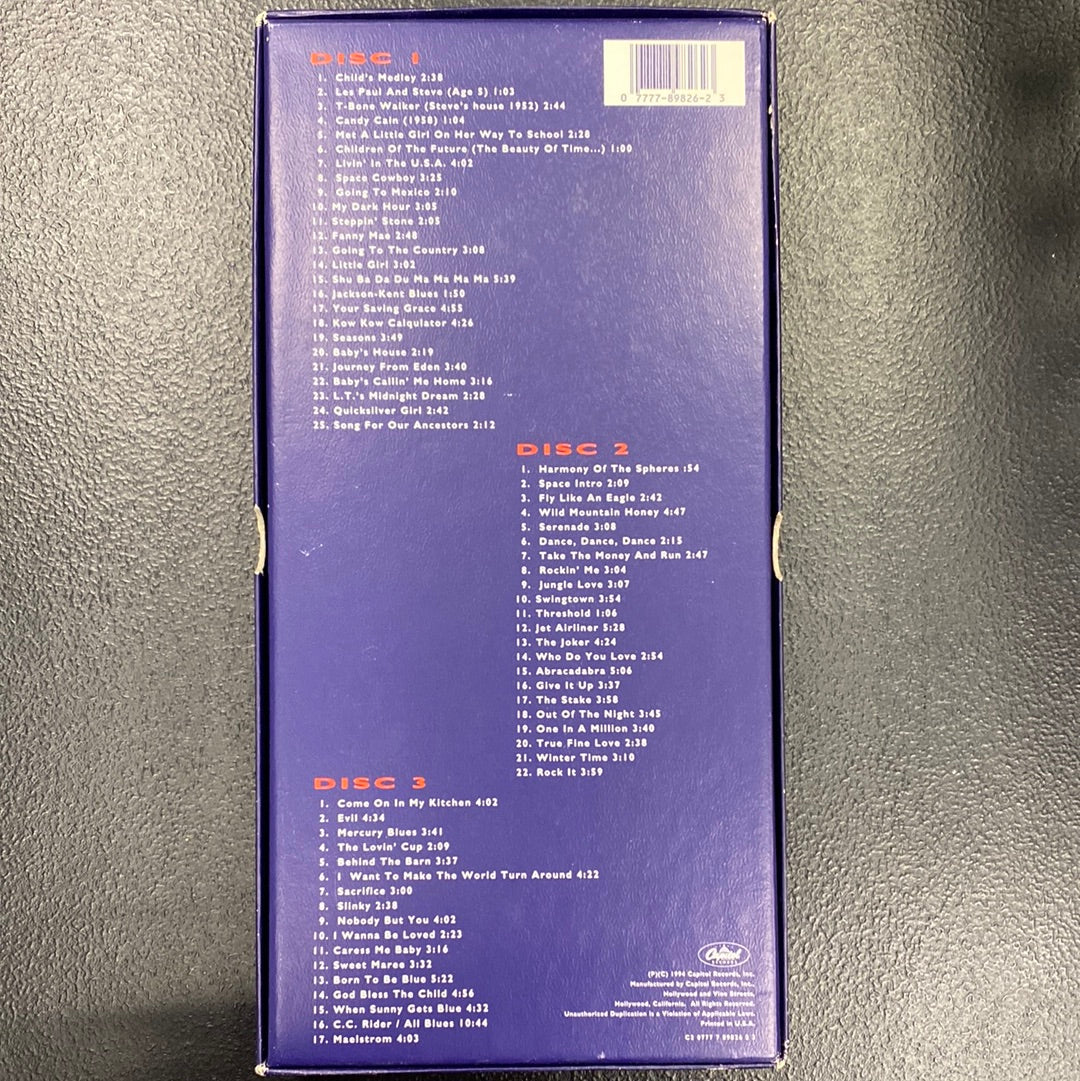 DISC 1
0 7777-89826-2 3
1. Child's Medley 2:38
2. Les Paul And Steve (Age 5) 1:03
3. T-Bone Walker (Steve's house 1952) 2:44
4. Candy Cain (1958) 1:04
5. Met A Little Girl On Her Way To School 2:28
6. Children Of The Future (The Beauty Of Time...) 1:00
7. Livin' In The U.S.A. 4:02
8. Space Cowboy 3:25
9. Going To Mexico 2:10
10. My Dark Hour 3:05
11. Steppin' Stone 2:05
12. Fanny Mae 2:48
13. Going To The Country 3:08
14. Little Girl 3:02
15. Shu Ba Da Du Ma Ma Ma Ma 5:39
16. Jackson-Kent Blues 1:50
17. Your Saving Grace 4:55
18. Kow Kow Calqulator 4:26
19. Seasons 3:49
20. Baby's House 2:19
21. Journey From Eden 3:40
22. Baby's Callin' Me Home 3:16
23. L.T.'s Midnight Dream 2:28
24. Quicksilver Girl 2:42
25. Song For Our Ancestors 2:12
DISC 2
1. Harmony Of The Spheres :54
2. Space Intro 2:09
3. Fly Like An Eagle 2:42
4. Wild Mountain Honey 4:47
5. Serenade 3:08
6. Dance, Dance, Dance 2:15
7. Take The Money And Run 2:47
8. Rockin' Me 3:04
9. Jungle Love 3:07
10. Swingtown 3:54
11. Threshold 1:06
12. Jet Airliner 5:28
13. The Joker 4:24
14. Who Do You Love 2:54
15. Abracadabra 5:06
16. Give It Up 3:37
17. The Stake 3:58
18. Out Of The Night 3:45
19. One In A Million 3:40
20. True Fine Love 2:38
21. Winter Time 3:10
22. Rock It 3:59
DISC 3
1. Come On In My Kitchen 4:02
2. Evil 4:34
3. Mercury Blues 3:41
4. The Lovin' Cup 2:09
5. Behind The Barn 3:37
6. I Want To Make The World Turn Around 4:22
7. Sacrifice 3:00
8. Slinky 2:38
9. Nobody But You 4:02
10. I Wanna Be Loved 2:23
11. Caress Me Baby 3:16
12. Sweet Maree 3:32
13. Born To Be Blue 5:22
14. God Bless The Child 4:56
15. When Sunny Gets Blue 4:32
16. C.C. Rider / All Blues 10:44
17. Maelstrom 4:03
Capitol
(P)(C) 1994 Capitol Records, Inc.
Manufactured by Capitol Records, Inc.,
Hollywood and Vine Streets,
Hollywood, California. All Rights Reserved.
Unauthorized Duplication is a Violation of Applicable Laws.
Printed in U.S.A.
C2 0777 7 89826 2 3